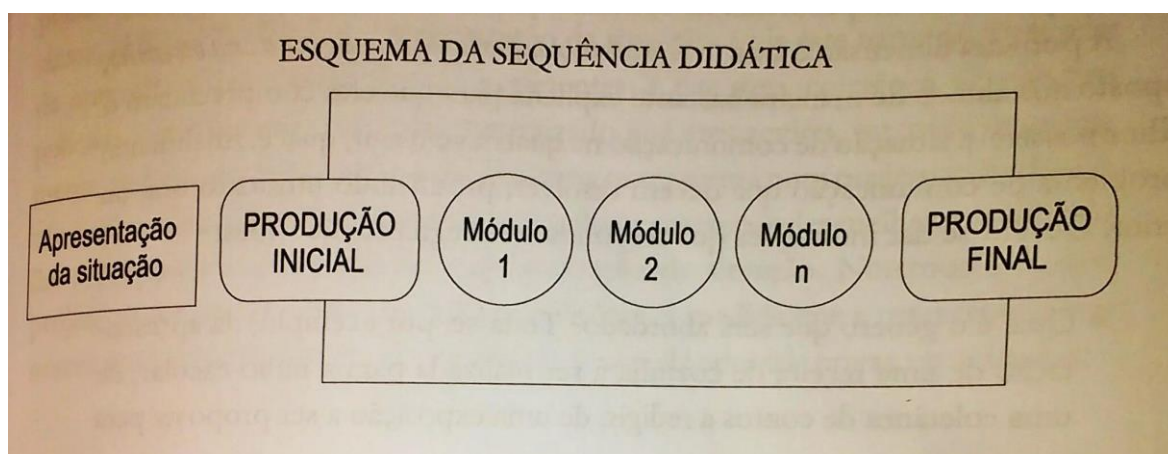 ESQUEMA DA SEQUÊNCIA DIDÁTICA
Apresentação
da situação
PRODUÇÃO
INICIAL
Módulo
1
Módulo
2
Módulo
n
PRODUÇÃO
FINAL